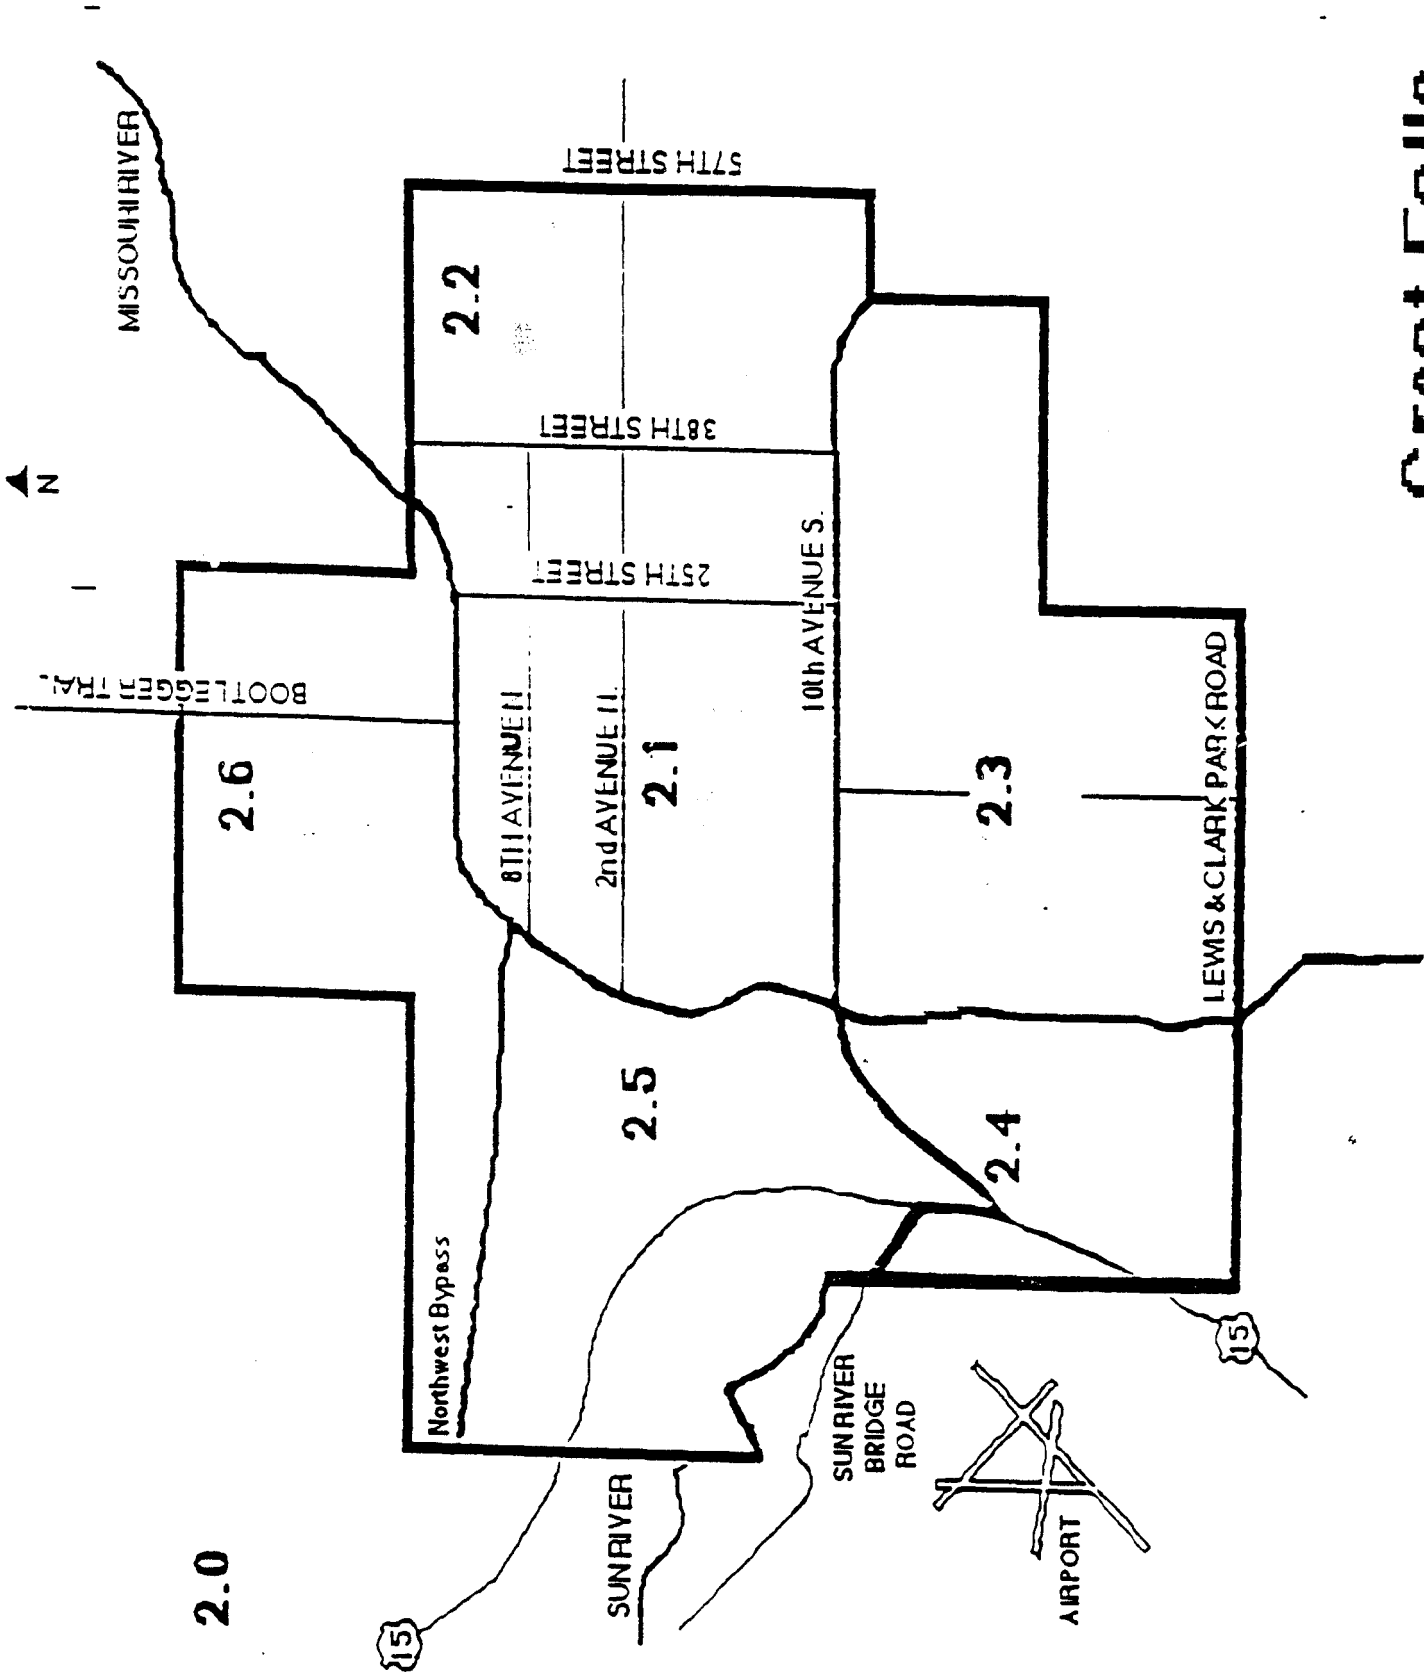 N
MISSOURI RIVER
BOOTLEGGER TRAIL
2.0
2.6
2.2
15
Northwest Bypass
8TH AVENUE N
57TH STREET
38TH STREET
25TH STREET
2nd AVENUE N.
2.5
2.1
SUN RIVER
10th AVENUE S.
SUN RIVER
BRIDGE
ROAD
2.4
2.3
AIRPORT
15
LEWIS & CLARK PARK ROAD